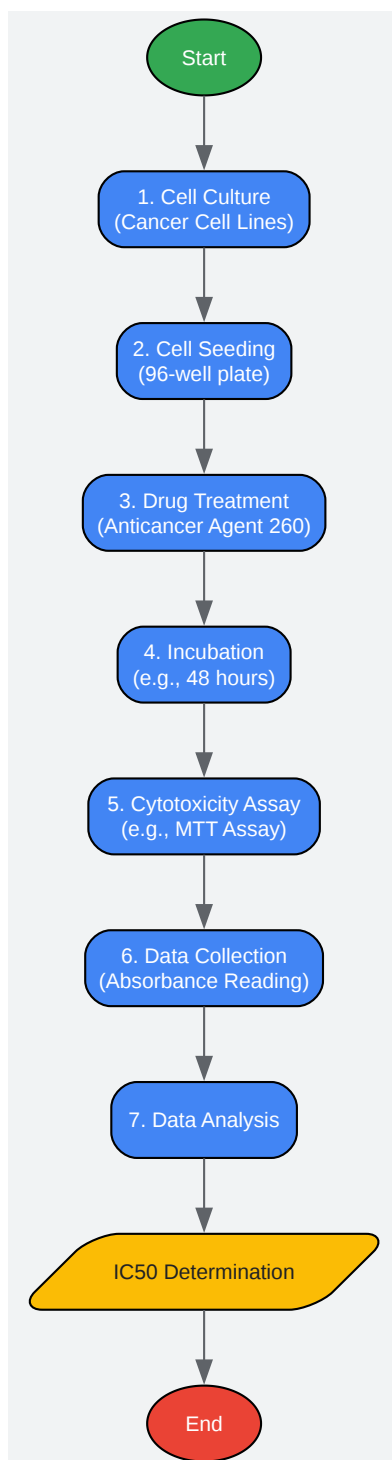 Start
1. Cell Culture
(Cancer Cell Lines)
2. Cell Seeding
(96-well plate)
3. Drug Treatment
(Anticancer Agent 260)
4. Incubation
(e.g., 48 hours)
5. Cytotoxicity Assay
(e.g., MTT Assay)
6. Data Collection
(Absorbance Reading)
7. Data Analysis
IC50 Determination
End